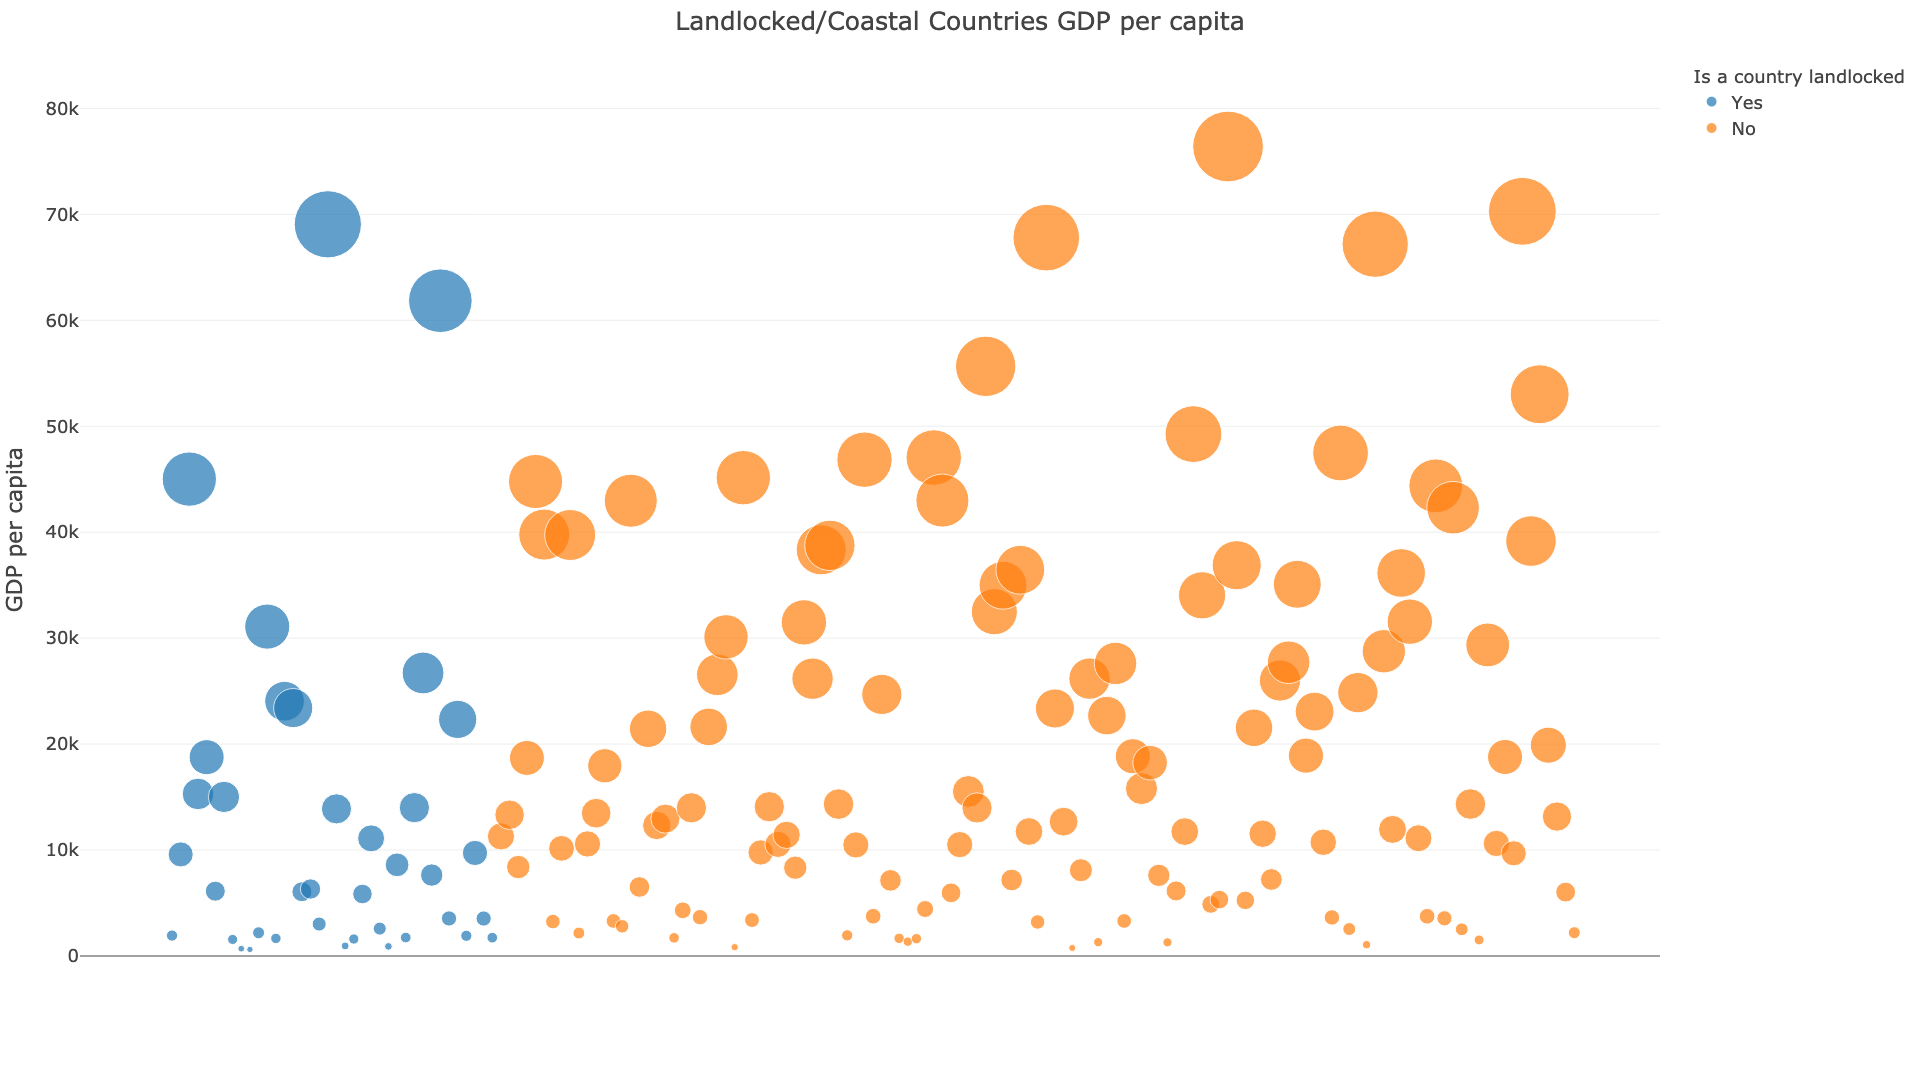 Landlocked/Coastal Countries GDP per capita
Is a country landlocked
Yes
No
80k
70k
60k
50k
40k
30k
20k
10k
0
GDP per capita